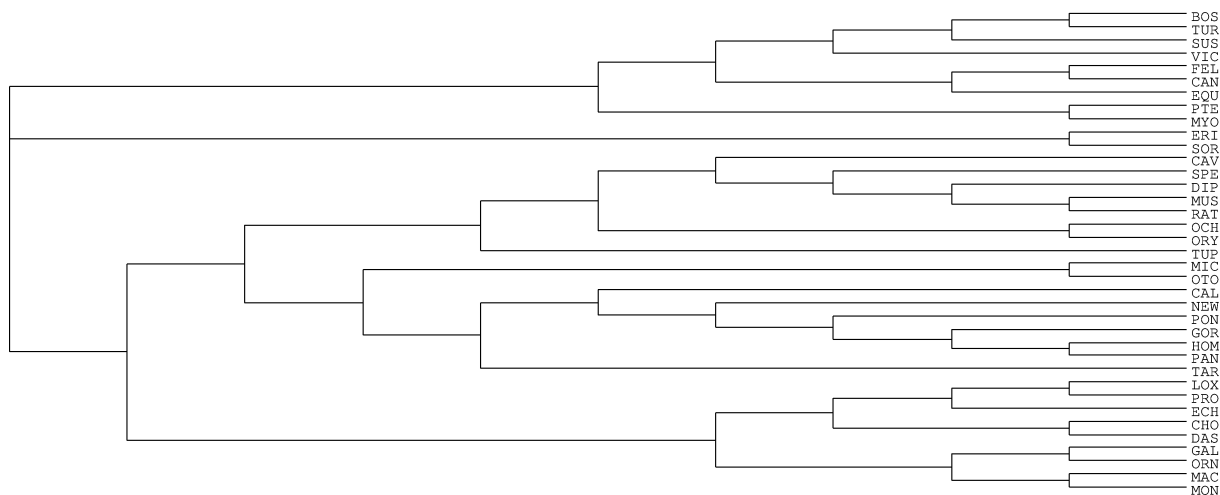 BOS
TUR
SUS
VIC
FEL
CAN
EQU
PTE
MYO
ERI
SOR
CAV
SPE
DIP
MUS
RAT
OCH
ORY
TUP
MIC
OTO
CAL
NEW
PON
GOR
HOM
PAN
TAR
LOX
PRO
ECH
CHO
DAS
GAL
ORN
MAC
MON